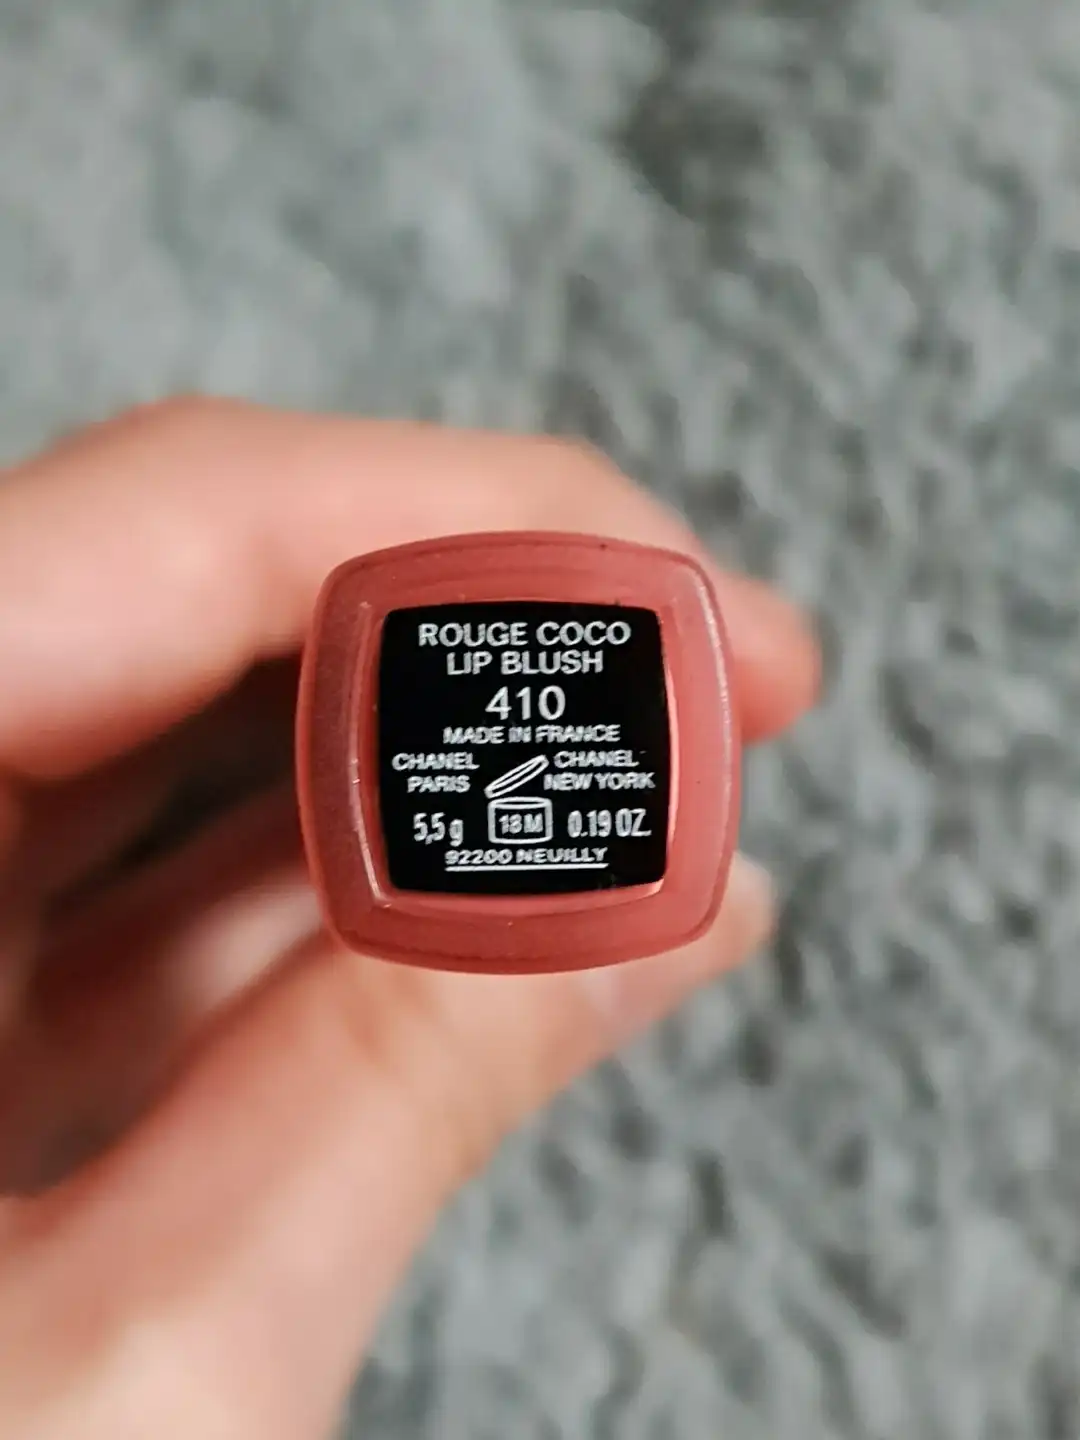 ROUGE COCO
LIP BLUSH
410
MADE IN FRANCE
CHANEL CHANEL
PARIS NEW YORK
5,5 g 18M 0.19 OZ.
92200 NEUILLY